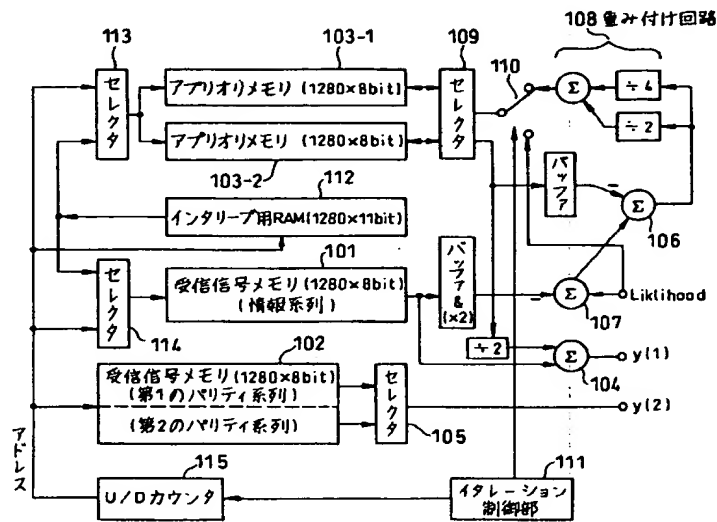 108 重み付け回路
113
103-1
109
110
セレクタ
アプリオリメモリ (1280×8bit)
セレクタ
Σ
÷4
÷2
アプリオリメモリ (1280×8bit)
103-2
112
バッファ
−
Σ
106
インタリーブ用RAM(1280×11bit)
101
セレクタ
受信信号メモリ(1280×8bit)
(情報系列)
バッファ&(×2)
−
Σ
Liklihood
107
114
102
÷2
Σ
y(1)
104
受信信号メモリ(1280×8bit)
(第1のパリティ系列)
(第2のパリティ系列)
セレクタ
y(2)
105
アドレス
115
111
U/Dカウンタ
イタレーション
制御部